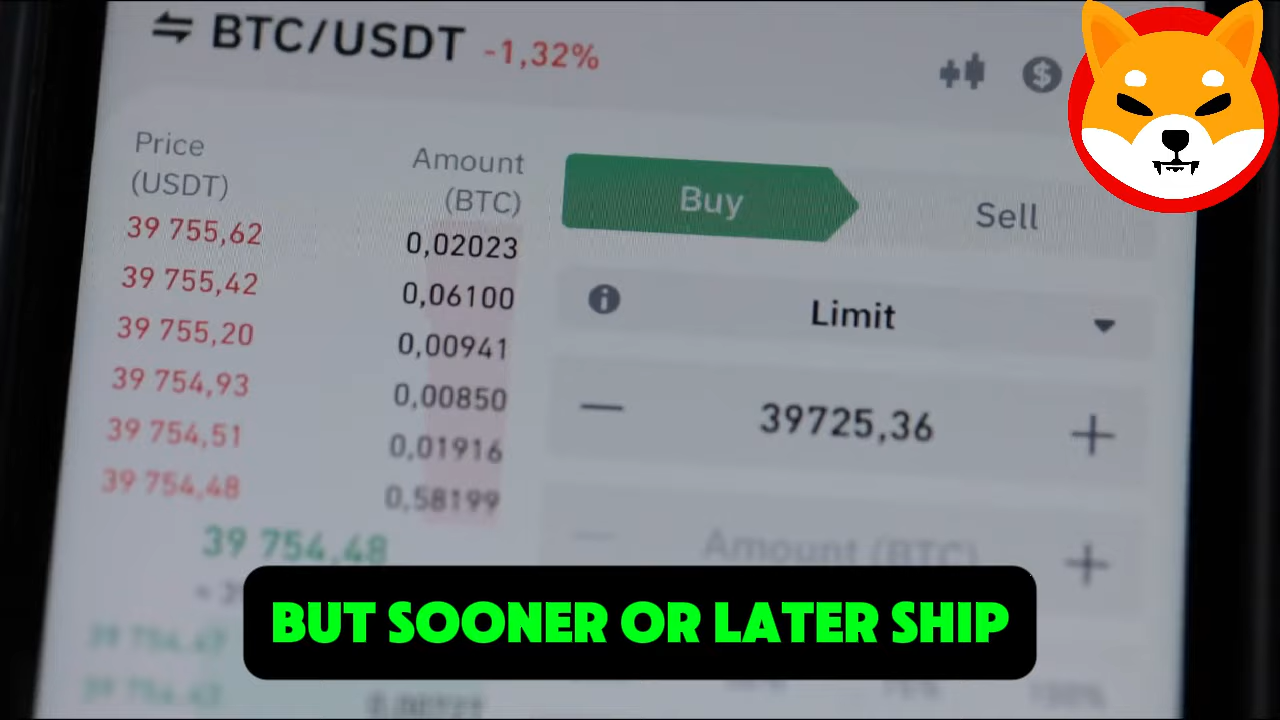 BTC/USDT -1,32%
Price
(USDT)
Amount
(BTC)
39 755,62 0,02023
39 755,42 0,06100
39 755,20 0,00941
39 754,93 0,00850
39 754,51 0,01916
39 754,48 0,58199
39 754,48
Buy
Sell
Limit
39725,36
Amount (BTC)
BUT SOONER OR LATER SHIP
100%